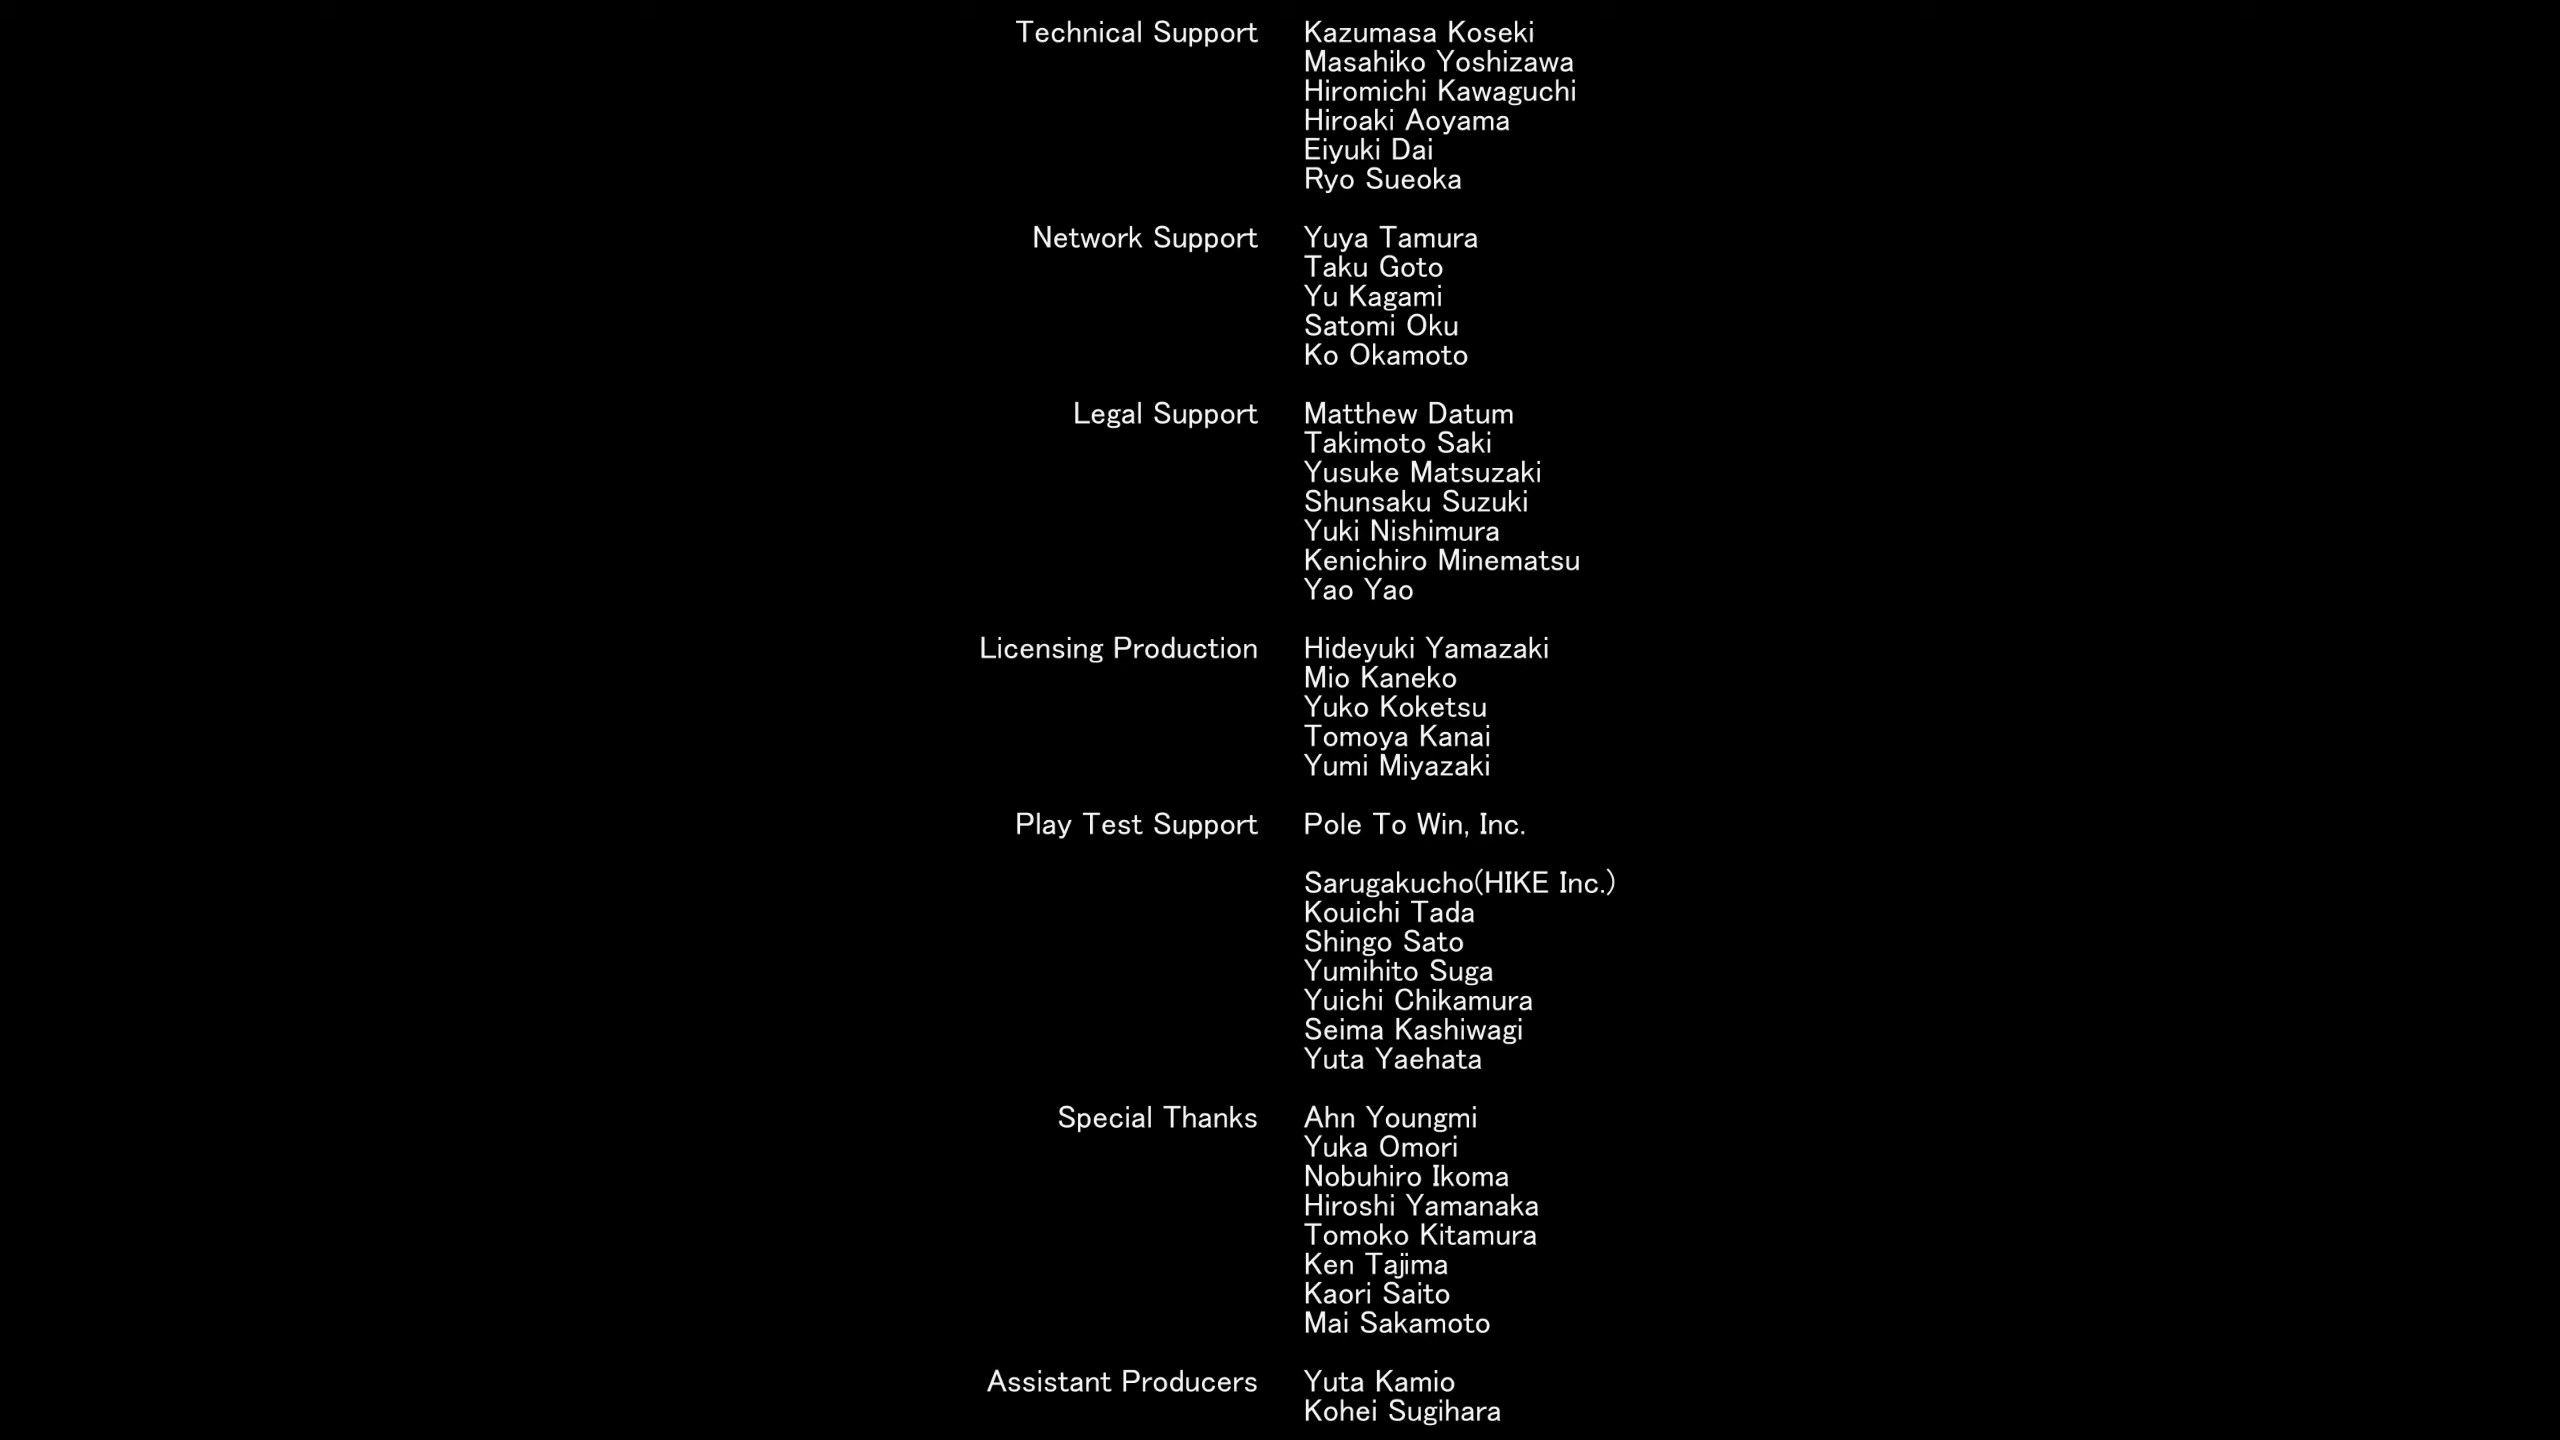 Technical Support Kazumasa Koseki
Masahiko Yoshizawa
Hiromichi Kawaguchi
Hiroaki Aoyama
Eiyuki Dai
Ryo Sueoka
Network Support Yuya Tamura
Taku Goto
Yu Kagami
Satomi Oku
Ko Okamoto
Legal Support Matthew Datum
Takimoto Saki
Yusuke Matsuzaki
Shunsaku Suzuki
Yuki Nishimura
Kenichiro Minematsu
Yao Yao
Licensing Production Hideyuki Yamazaki
Mio Kaneko
Yuko Koketsu
Tomoya Kanai
Yumi Miyazaki
Play Test Support Pole To Win, Inc.
Sarugakucho(HIKE Inc.)
Kouichi Tada
Shingo Sato
Yumihito Suga
Yuichi Chikamura
Seima Kashiwagi
Yuta Yaehata
Special Thanks Ahn Youngmi
Yuka Omori
Nobuhiro Ikoma
Hiroshi Yamanaka
Tomoko Kitamura
Ken Tajima
Kaori Saito
Mai Sakamoto
Assistant Producers Yuta Kamio
Kohei Sugihara